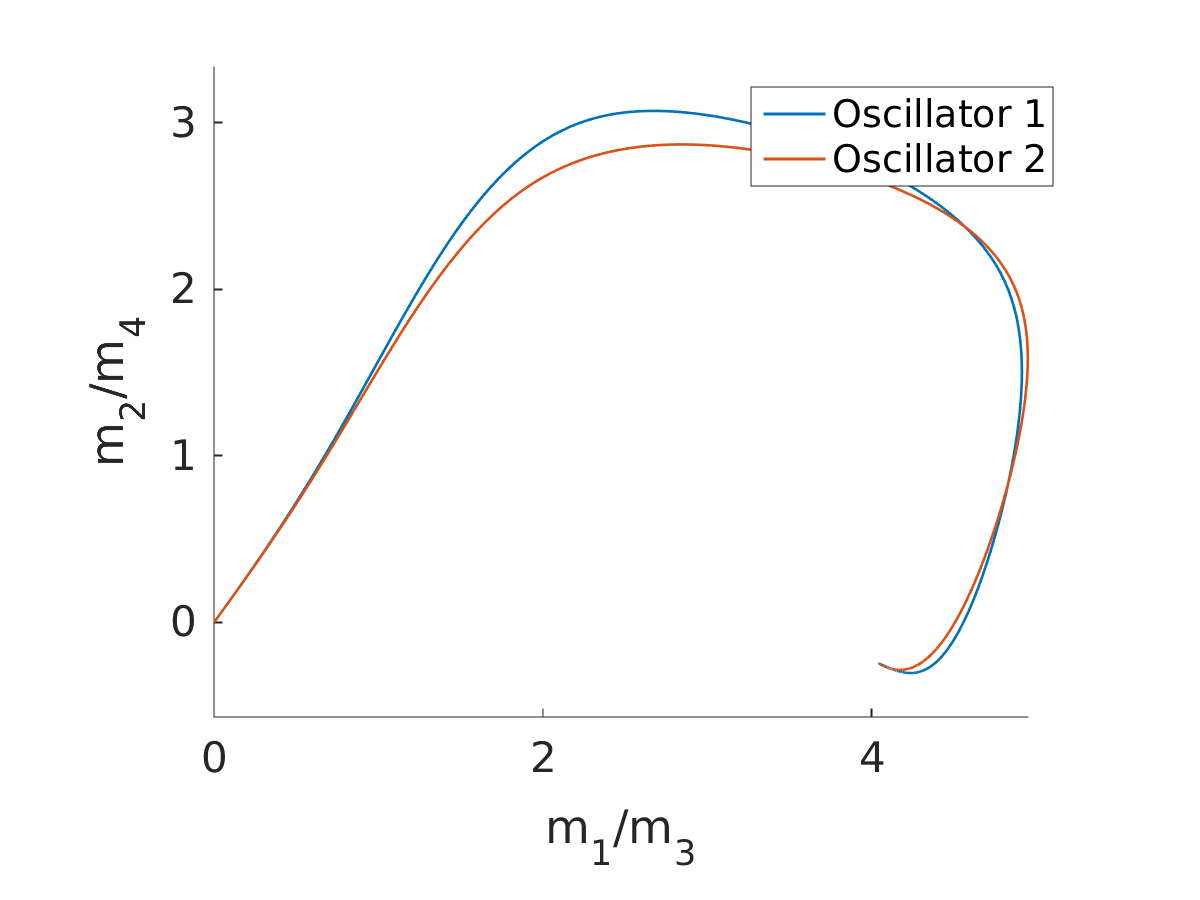 Oscillator 1
Oscillator 2
3
2
1
0
m₂/m₄
0 2 4
m₁/m₃